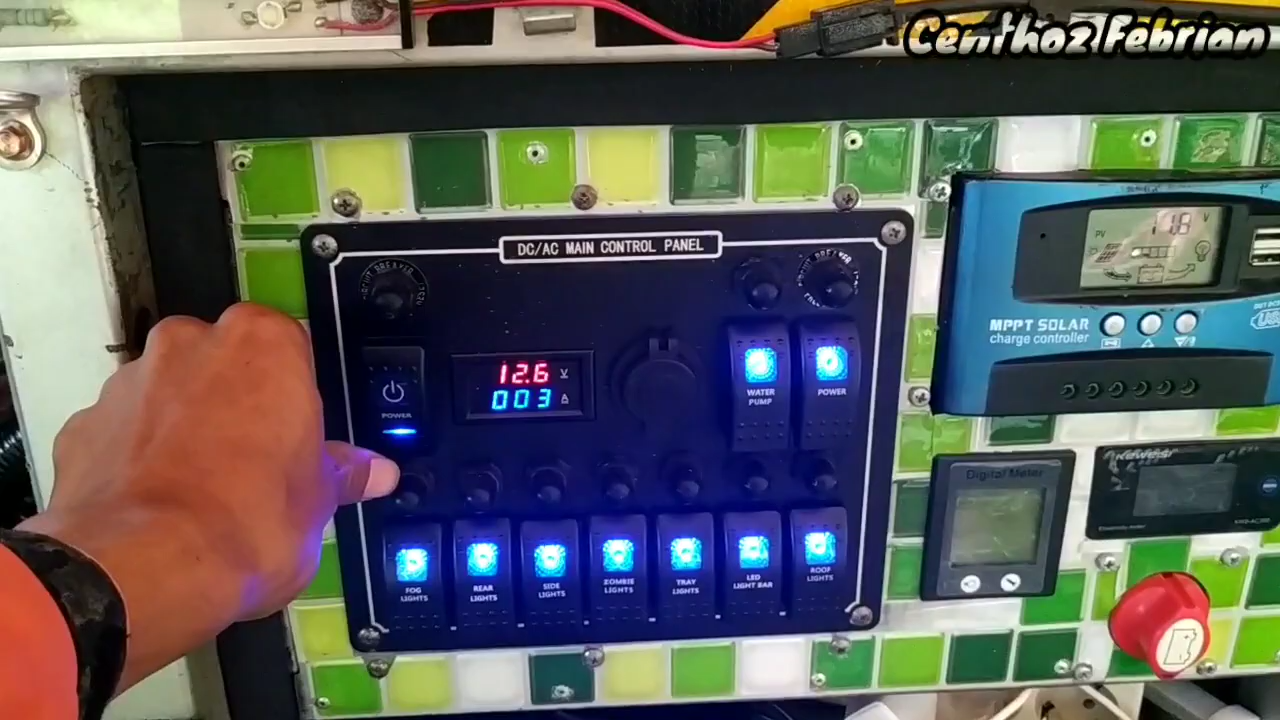 Centhoz Febrian
DC/AC MAIN CONTROL PANEL
POWER
12.6 V
003 A
WATER
PUMP
POWER
FOG
LIGHTS
REAR
LIGHTS
SIDE
LIGHTS
ZOMBIE
LIGHTS
TRAY
LIGHTS
LED
LIGHT BAR
ROOF
LIGHTS
PV
V
MPPT SOLAR
charge controller
Digital Meter